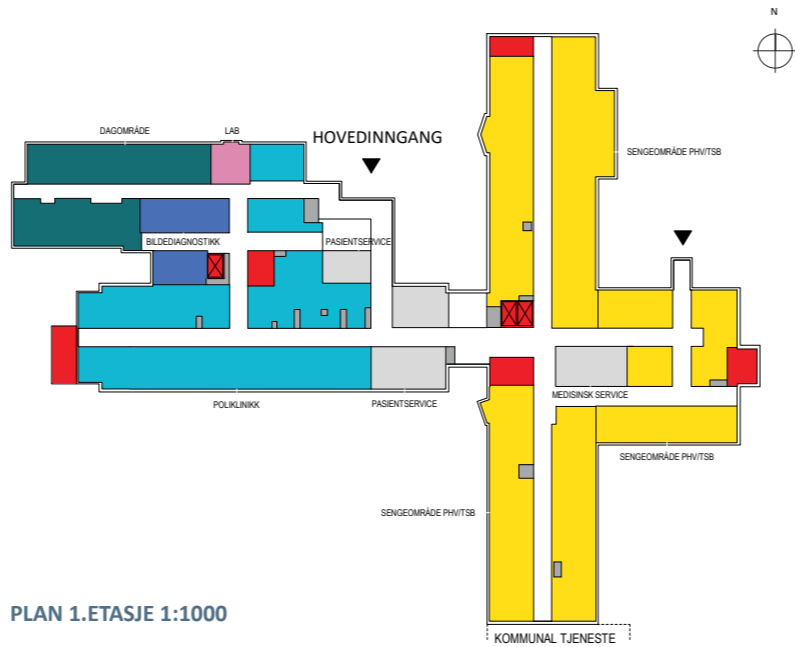 N
DAGOMRÅDE
LAB
HOVEDINNGANG
SENGEOMRÅDE PHV/TSB
BILDEDIAGNOSTIKK
PASIENTSERVICE
POLIKLINIKK
PASIENTSERVICE
MEDISINSK SERVICE
SENGEOMRÅDE PHV/TSB
SENGEOMRÅDE PHV/TSB
PLAN 1.ETASJE 1:1000
KOMMUNAL TJENESTE